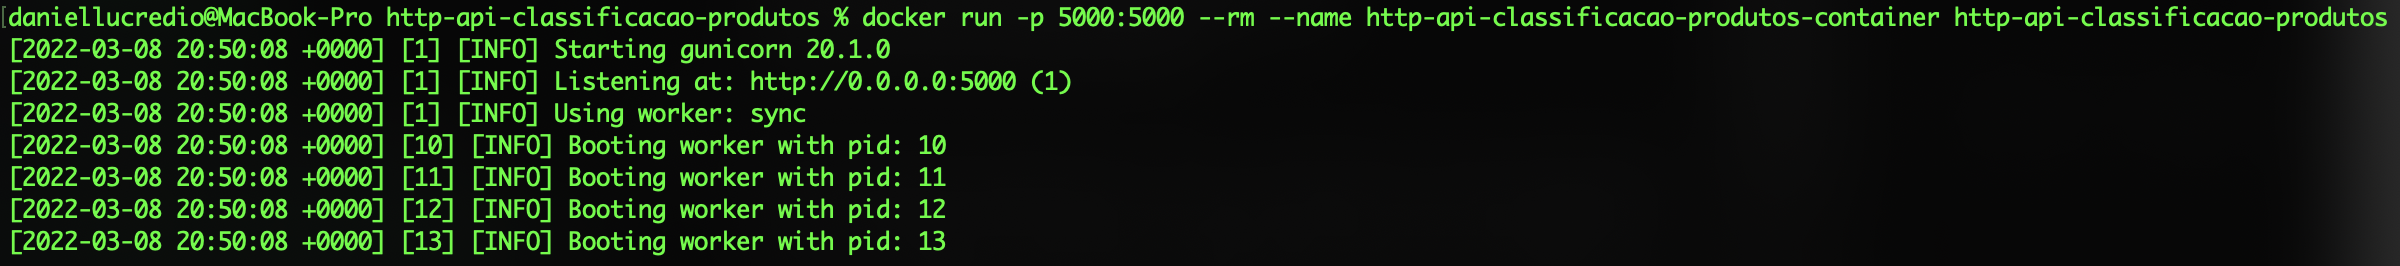 daniellucredio@MacBook-Pro http-api-classificacao-produtos % docker run -p 5000:5000 --rm --name http-api-classificacao-produtos-container http-api-classificacao-produtos
[2022-03-08 20:50:08 +0000] [1] [INFO] Starting gunicorn 20.1.0
[2022-03-08 20:50:08 +0000] [1] [INFO] Listening at: http://0.0.0.0:5000 (1)
[2022-03-08 20:50:08 +0000] [1] [INFO] Using worker: sync
[2022-03-08 20:50:08 +0000] [10] [INFO] Booting worker with pid: 10
[2022-03-08 20:50:08 +0000] [11] [INFO] Booting worker with pid: 11
[2022-03-08 20:50:08 +0000] [12] [INFO] Booting worker with pid: 12
[2022-03-08 20:50:08 +0000] [13] [INFO] Booting worker with pid: 13